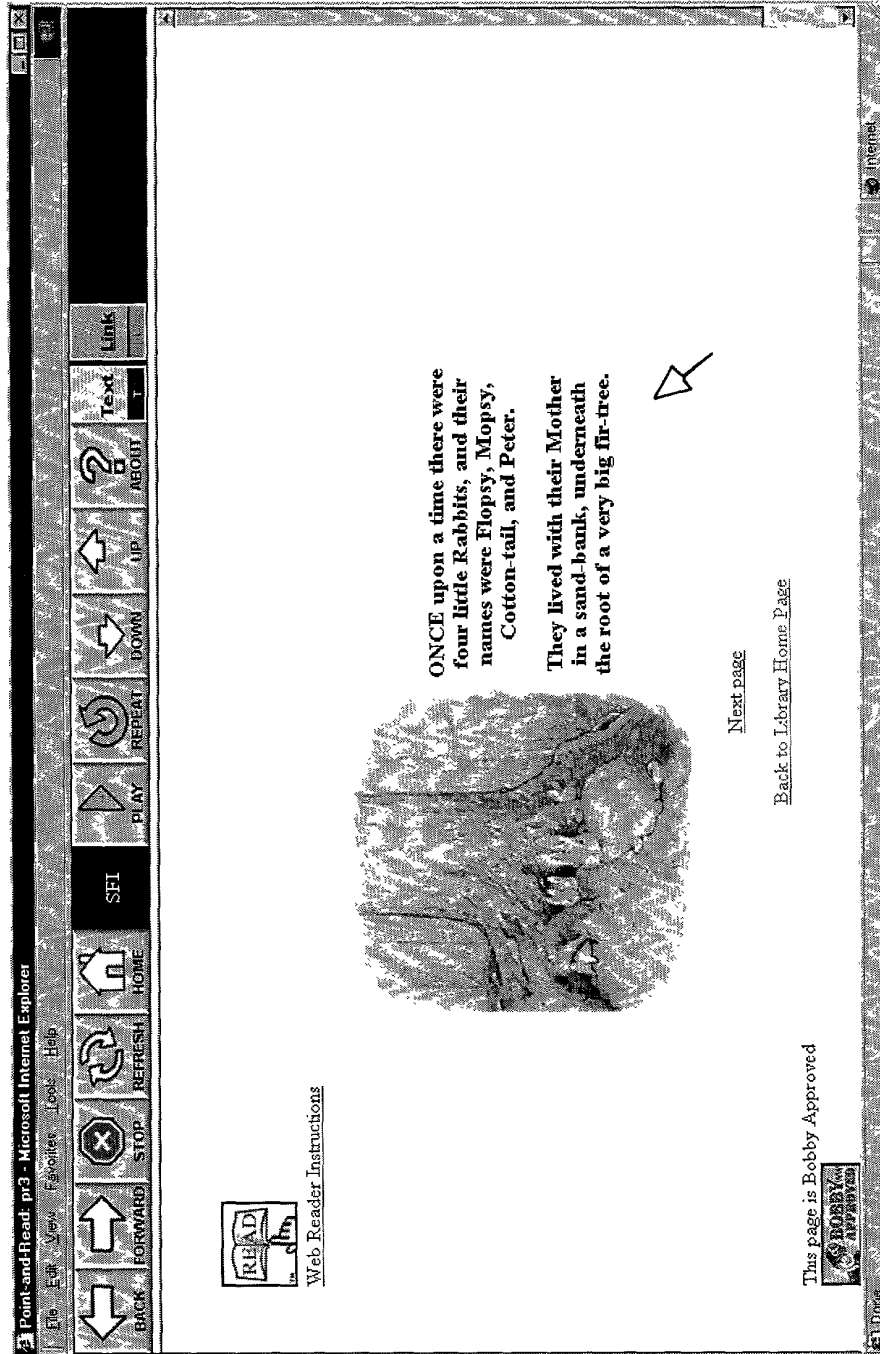 Point-and-Read: pr3 - Microsoft Internet Explorer
File Edit View Favorites Tools Help
BACK FORWARD STOP REFRESH HOME SFI PLAY REPEAT DOWN UP ABOUT Text Link
T
READ
TM
Web Reader Instructions
ONCE upon a time there were
four little Rabbits, and their
names were Flopsy, Mopsy,
Cotton-tail, and Peter.
They lived with their Mother
in a sand-bank, underneath
the root of a very big fir-tree.
Next page
Back to Library Home Page
This page is Bobby Approved
BOBBY
APPROVED
Done Internet